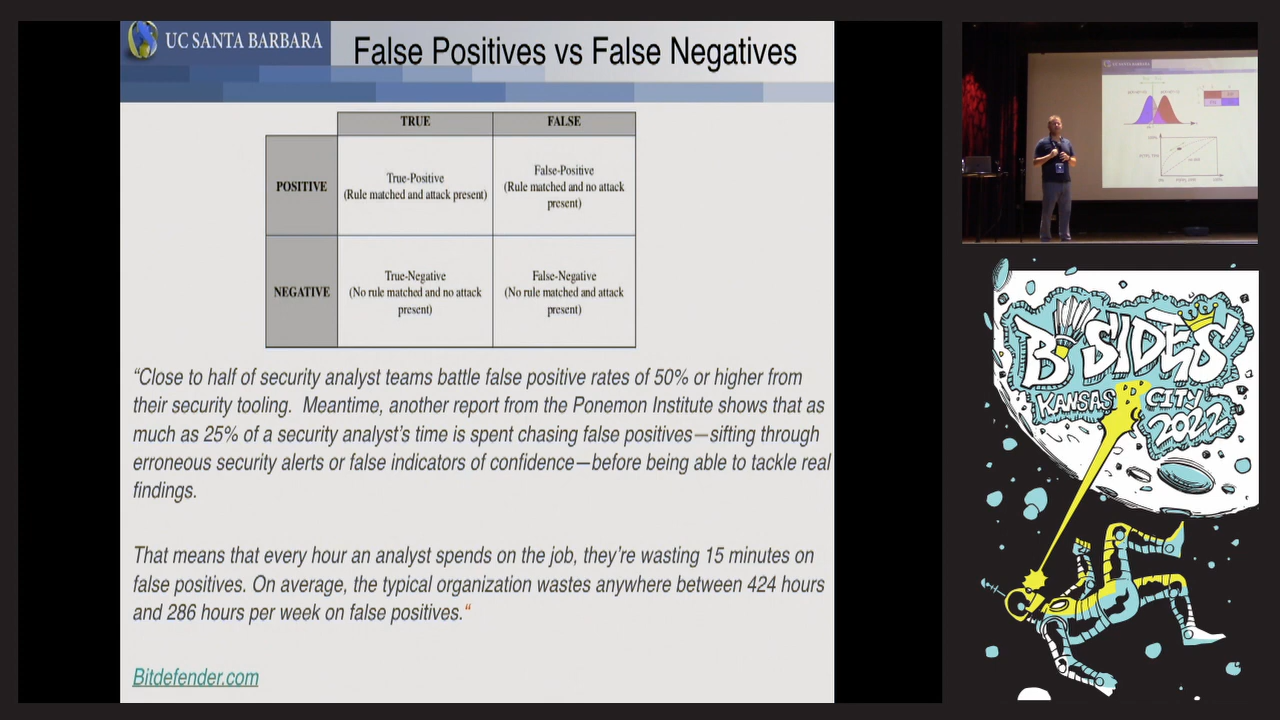 UC SANTA BARBARA
False Positives vs False Negatives
TRUE
FALSE
POSITIVE
True-Positive
(Rule matched and attack present)
False-Positive
(Rule matched and no attack
present)
NEGATIVE
True-Negative
(No rule matched and no attack
present)
False-Negative
(No rule matched and attack
present)
“Close to half of security analyst teams battle false positive rates of 50% or higher from
their security tooling. Meantime, another report from the Ponemon Institute shows that as
much as 25% of a security analyst’s time is spent chasing false positives—sifting through
erroneous security alerts or false indicators of confidence—before being able to tackle real
findings.
That means that every hour an analyst spends on the job, they’re wasting 15 minutes on
false positives. On average, the typical organization wastes anywhere between 424 hours
and 286 hours per week on false positives.“
Bitdefender.com
UC SANTA BARBARA
BSIDES
KANSAS CITY
2022